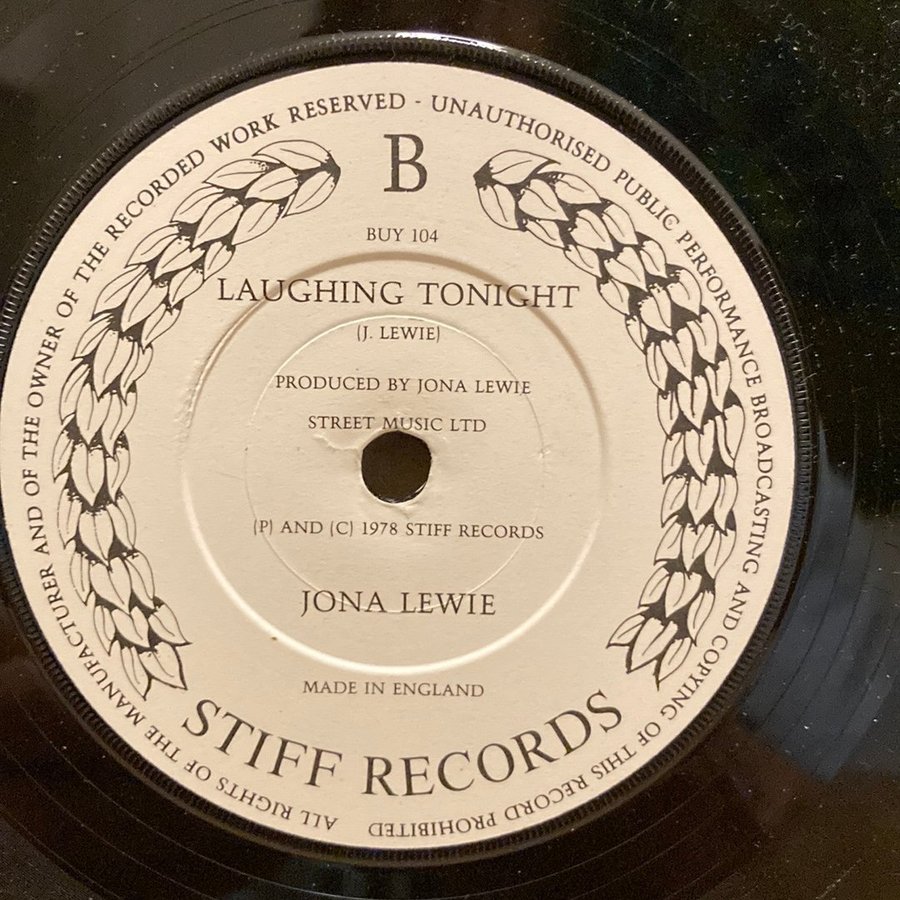 ALL RIGHTS OF THE MANUFACTURER AND OF THE OWNER OF THE RECORDED WORK RESERVED - UNAUTHORISED PUBLIC PERFORMANCE BROADCASTING AND COPYING OF THIS RECORD PROHIBITED
B
BUY 104
LAUGHING TONIGHT
(J. LEWIE)
PRODUCED BY JONA LEWIE
STREET MUSIC LTD
(P) AND (C) 1978 STIFF RECORDS
JONA LEWIE
MADE IN ENGLAND
STIFF RECORDS